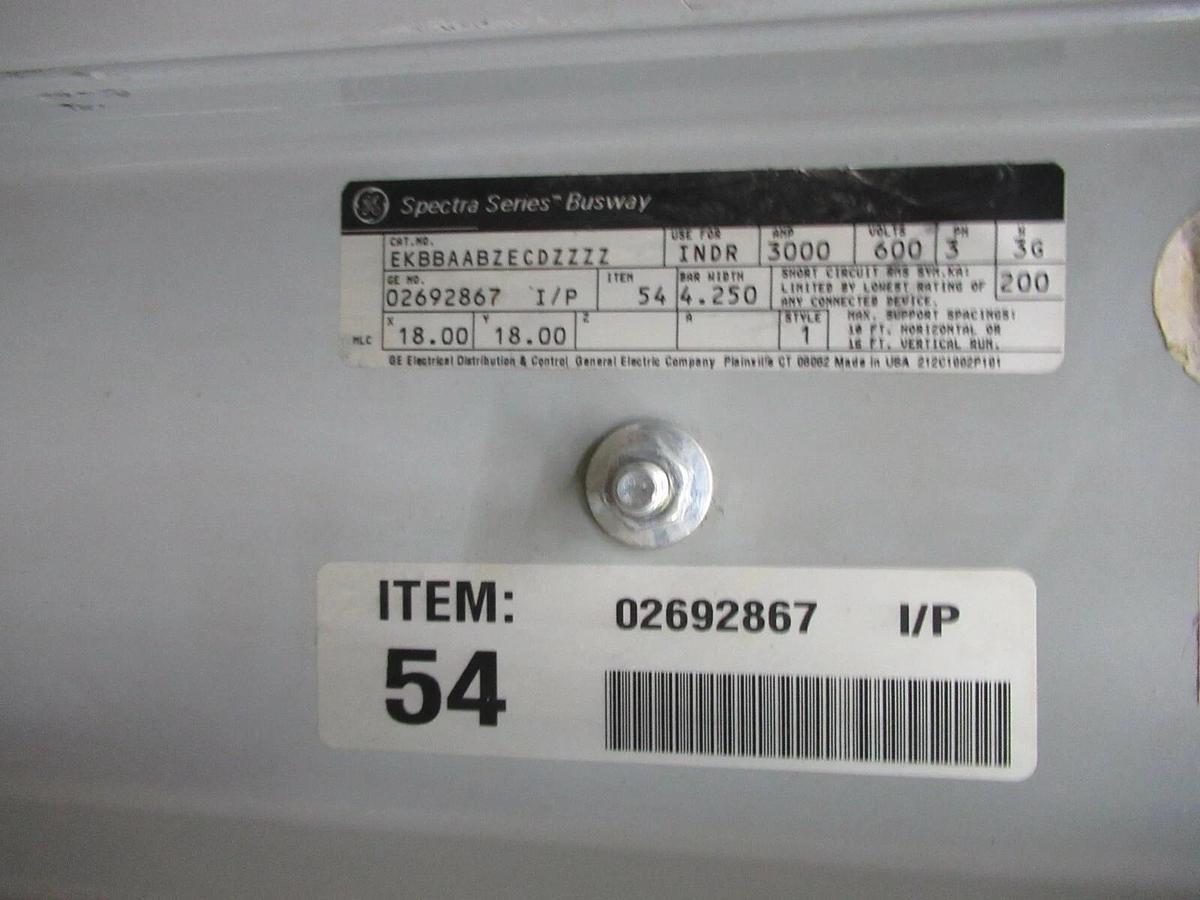 GE Spectra Series™ Busway
CAT.NO. USE FOR AMP VOLTS PH W
EKBBAABZECDZZZZ INDR 3000 600 3 3G
GE NO. ITEM BAR WIDTH SHORT CIRCUIT RMS SYM.KA:
02692867 I/P 54 4.250 LIMITED BY LOWEST RATING OF 200
ANY CONNECTED DEVICE.
X Y Z A STYLE MAX. SUPPORT SPACINGS:
MLC 18.00 18.00 1 10 FT. HORIZONTAL OR
16 FT. VERTICAL RUN.
GE Electrical Distribution & Control General Electric Company Plainville CT 06062 Made in USA 212C1002P101
ITEM: 02692867 I/P
54